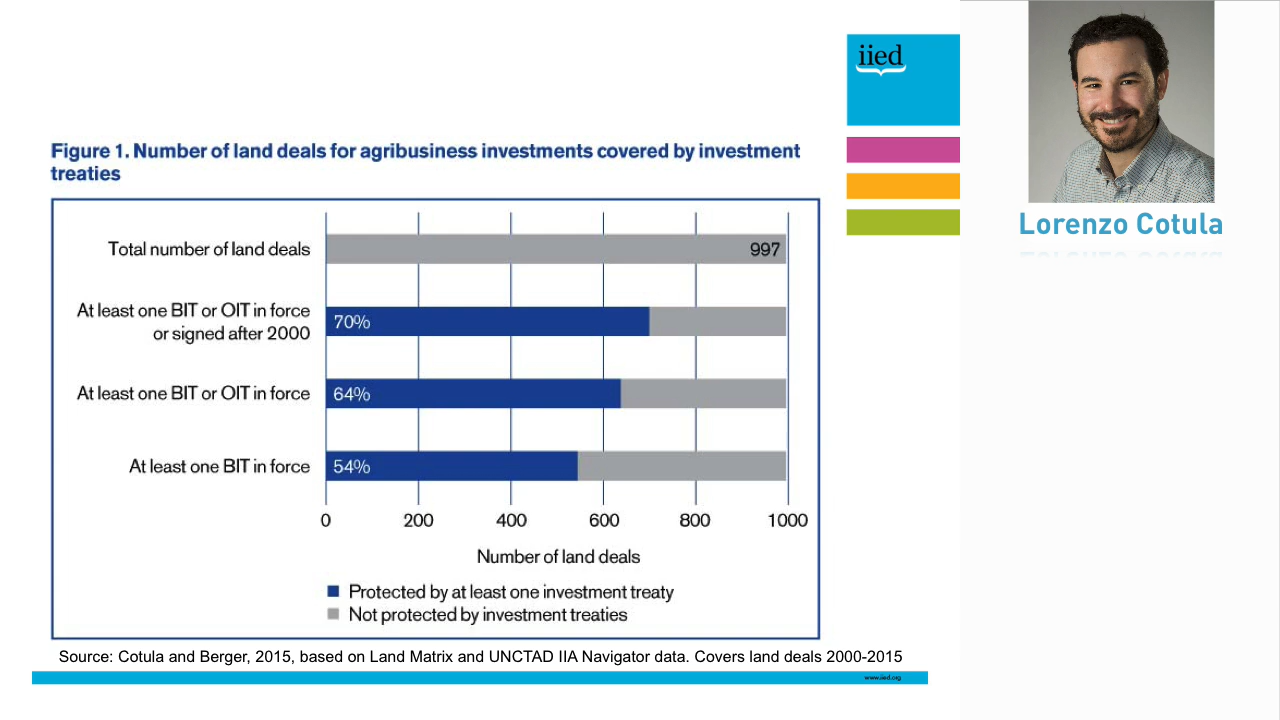 iied
Figure 1. Number of land deals for agribusiness investments covered by investment
treaties
Total number of land deals
997
At least one BIT or OIT in force
or signed after 2000
70%
At least one BIT or OIT in force
64%
At least one BIT in force
54%
0 200 400 600 800 1000
Number of land deals
Protected by at least one investment treaty
Not protected by investment treaties
Source: Cotula and Berger, 2015, based on Land Matrix and UNCTAD IIA Navigator data. Covers land deals 2000-2015
www.iied.org
Lorenzo Cotula